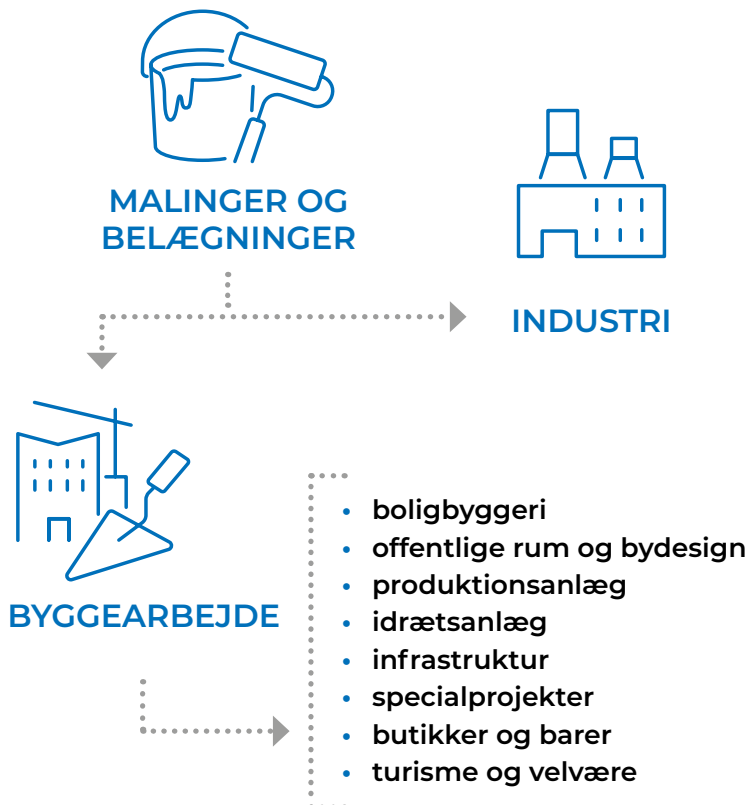 MALINGER OG
BELÆGNINGER
INDUSTRI
BYGGEARBEJDE
• boligbyggeri
• offentlige rum og bydesign
• produktionsanlæg
• idrætsanlæg
• infrastruktur
• specialprojekter
• butikker og barer
• turisme og velvære